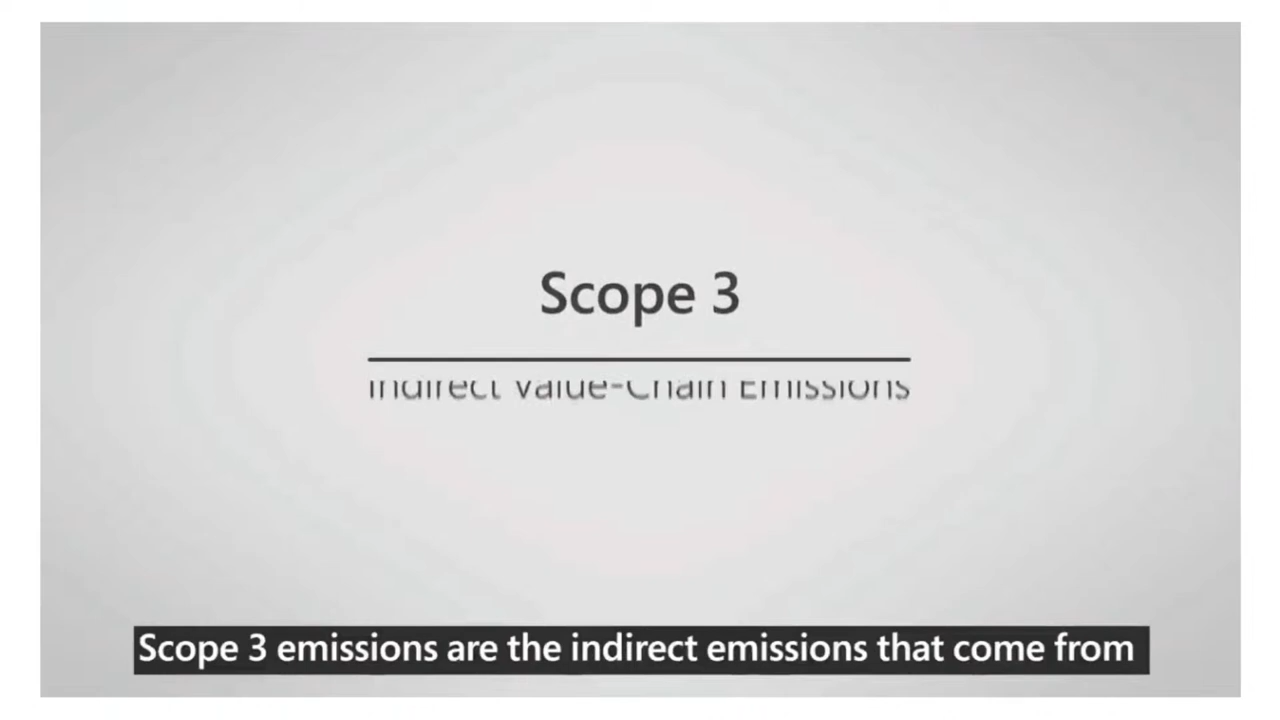 Scope 3
Indirect Value-Chain Emissions
Scope 3 emissions are the indirect emissions that come from